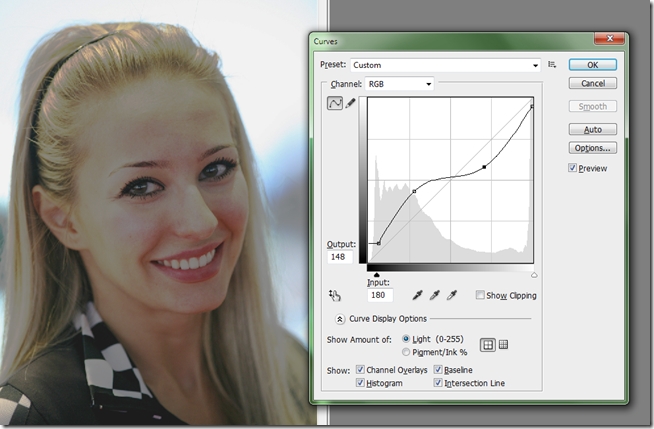 Curves
Preset: Custom
OK
Channel: RGB
Cancel
Smooth
Auto
Options...
Preview
Output:
148
Input:
180
Show Clipping
Curve Display Options
Show Amount of: Light (0-255)
Pigment/Ink %
Show: Channel Overlays Baseline
Histogram Intersection Line